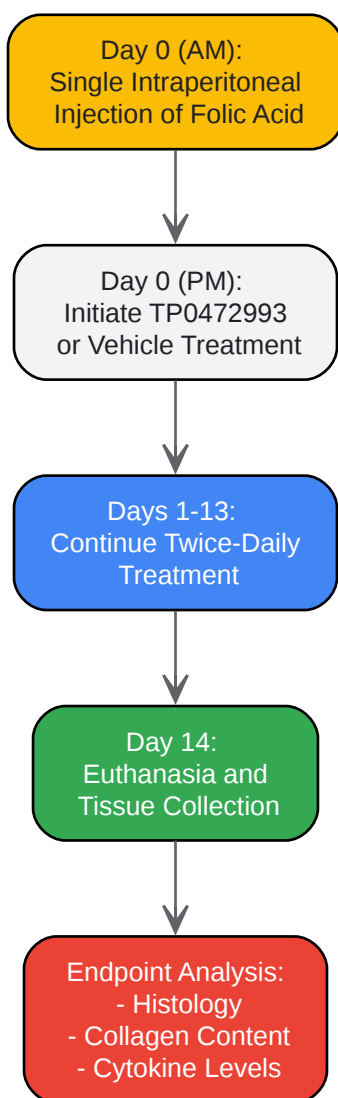 Day 0 (AM):
Single Intraperitoneal
Injection of Folic Acid
Day 0 (PM):
Initiate TP0472993
or Vehicle Treatment
Days 1-13:
Continue Twice-Daily
Treatment
Day 14:
Euthanasia and
Tissue Collection
Endpoint Analysis:
- Histology
- Collagen Content
- Cytokine Levels